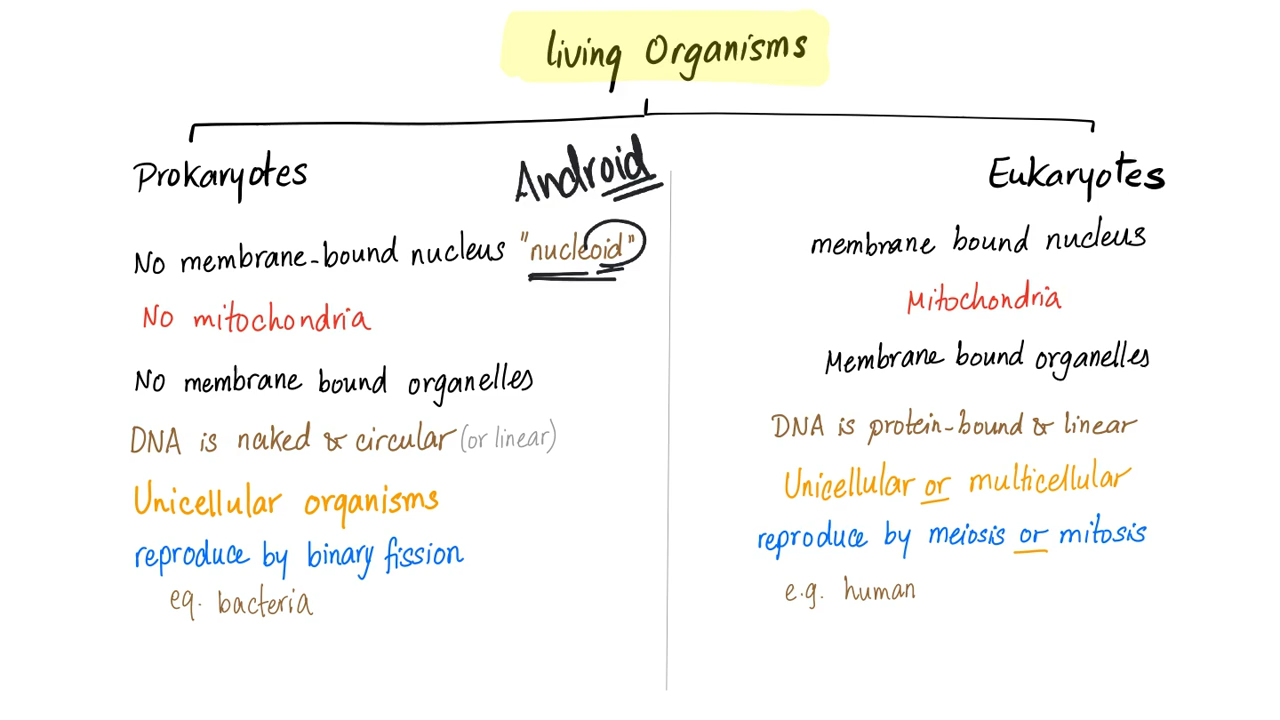 living Organisms
Prokaryotes
Android
No membrane-bound nucleus "nucleoid"
No mitochondria
No membrane bound organelles
DNA is naked & circular (or linear)
Unicellular organisms
reproduce by binary fission
eg. bacteria
Eukaryotes
membrane bound nucleus
Mitochondria
Membrane bound organelles
DNA is protein-bound & linear
Unicellular or multicellular
reproduce by meiosis or mitosis
e.g. human